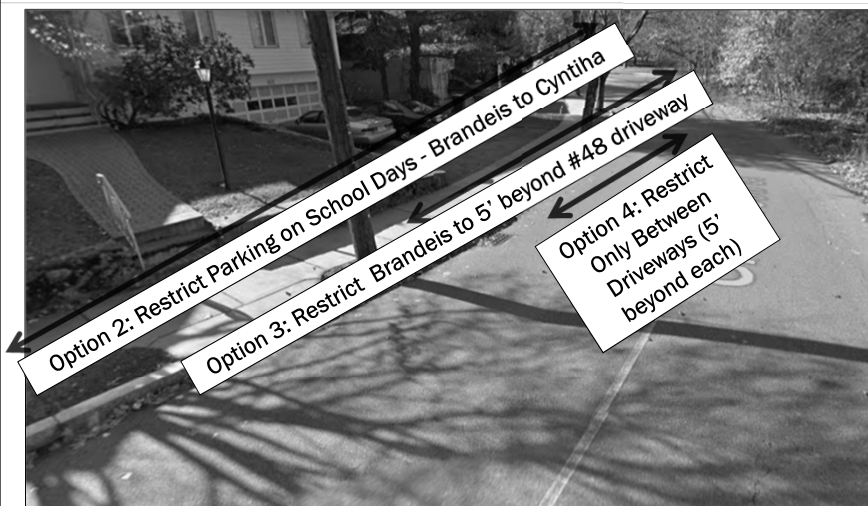 Option 2: Restrict Parking on School Days - Brandeis to Cyntiha
Option 3: Restrict Brandeis to 5' beyond #48 driveway
Option 4: Restrict
Only Between
Driveways (5'
beyond each)